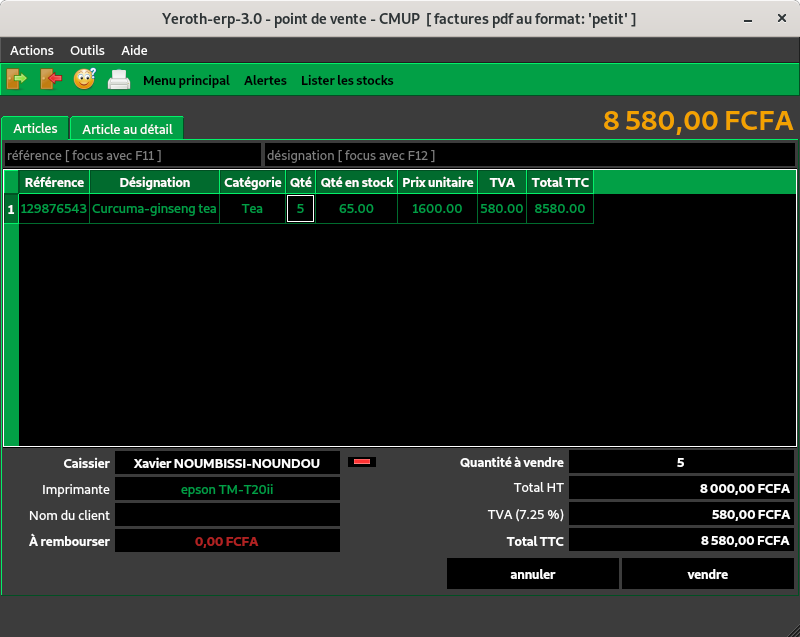 Yeroth-erp-3.0 - point de vente - CMUP [ factures pdf au format: 'petit' ]
Actions Outils Aide
Menu principal Alertes Lister les stocks
8 580,00 FCFA
Articles Article au détail
référence [ focus avec F11 ] désignation [ focus avec F12 ]
Référence Désignation Catégorie Qté Qté en stock Prix unitaire TVA Total TTC
1 129876543 Curcuma-ginseng tea Tea 5 65.00 1600.00 580.00 8580.00
Caissier Xavier NOUMBISSI-NOUNDOU Quantité à vendre 5
Imprimante epson TM-T20ii Total HT 8 000,00 FCFA
Nom du client TVA (7.25 %) 580,00 FCFA
À rembourser 0,00 FCFA Total TTC 8 580,00 FCFA
annuler vendre